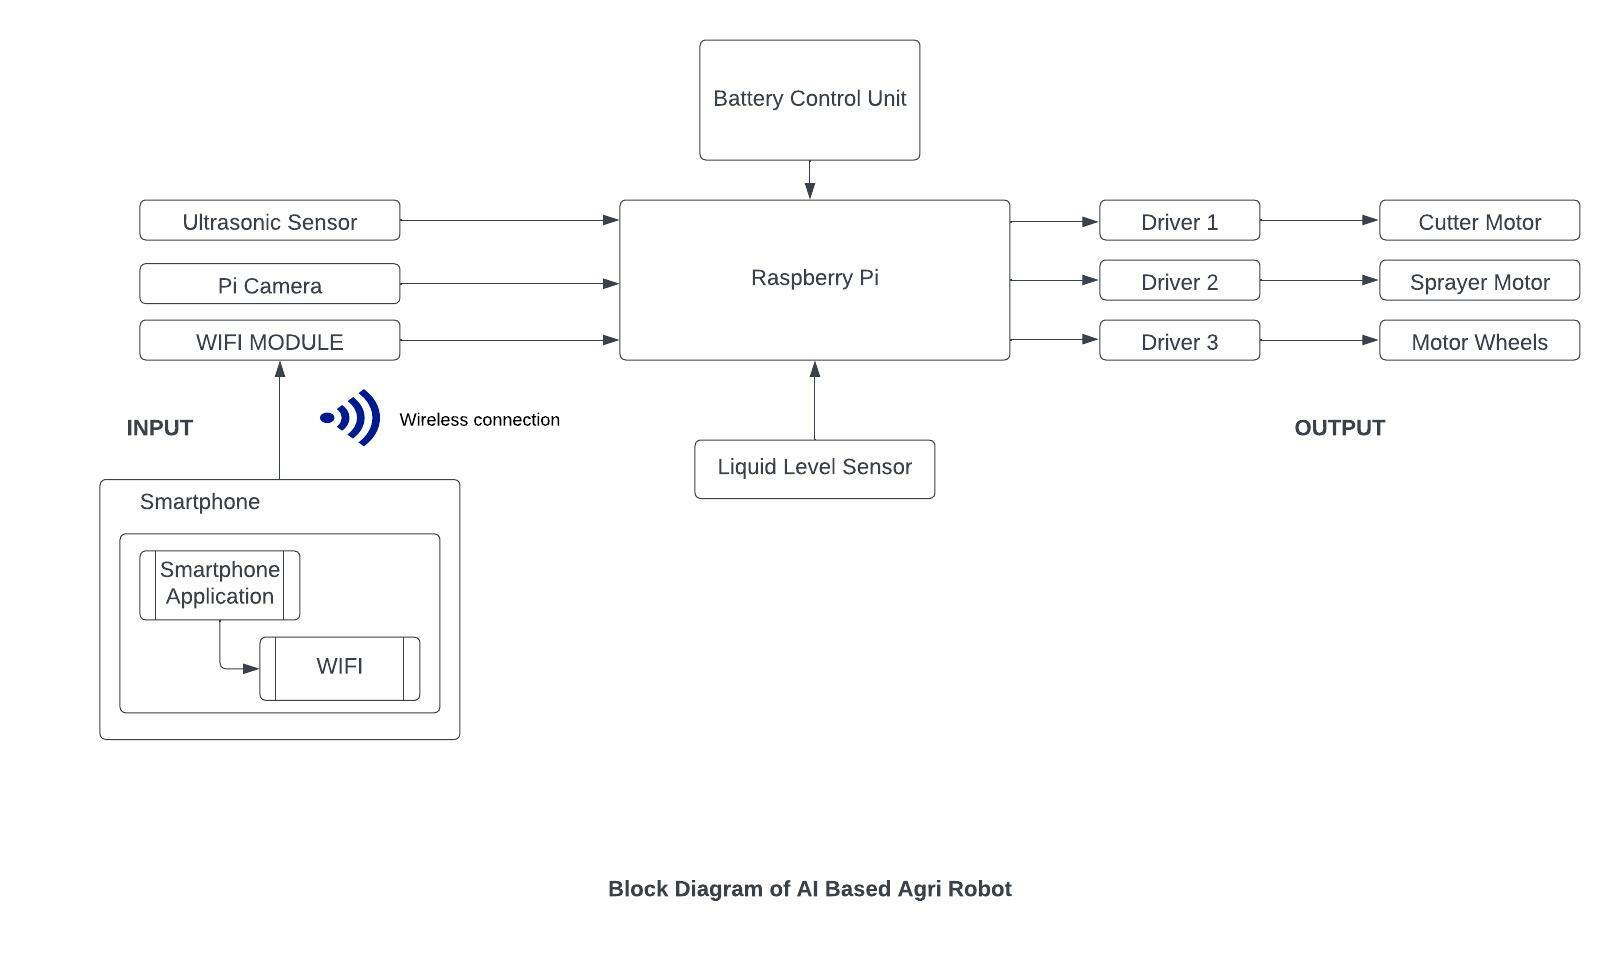 Battery Control Unit
Ultrasonic Sensor
Raspberry Pi
Driver 1
Cutter Motor
Pi Camera
Driver 2
Sprayer Motor
WIFI MODULE
Driver 3
Motor Wheels
INPUT
Wireless connection
OUTPUT
Liquid Level Sensor
Smartphone
Smartphone
Application
WIFI
Block Diagram of AI Based Agri Robot